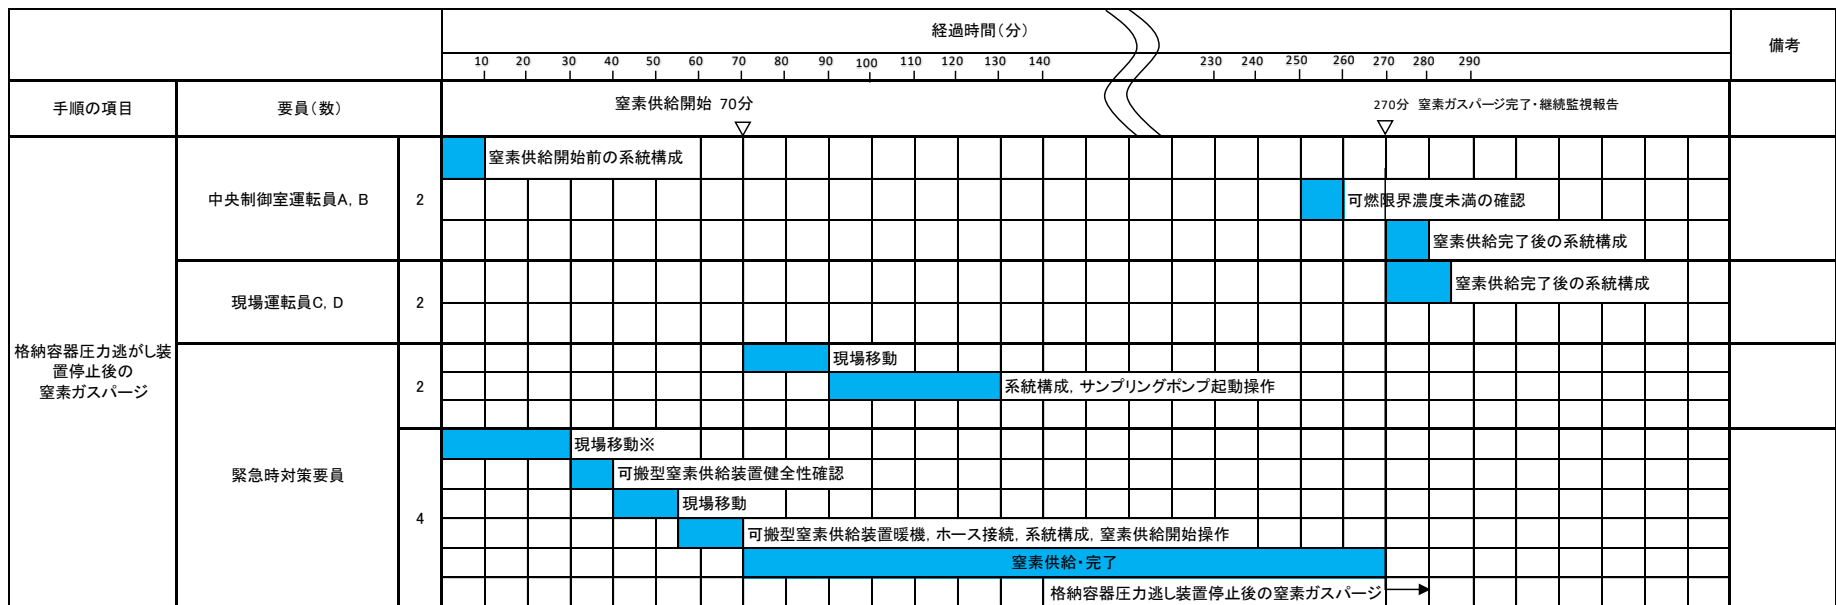 経過時間（分）
備考
10 20 30 40 50 60 70 80 90 100 110 120 130 140 230 240 250 260 270 280 290
手順の項目
要員（数）
窒素供給開始 70分
270分 窒素ガスパージ完了・継続監視報告
格納容器圧力逃がし装
置停止後の
窒素ガスパージ
中央制御室運転員A, B
2
窒素供給開始前の系統構成
可燃限界濃度未満の確認
窒素供給完了後の系統構成
現場運転員C, D
2
窒素供給完了後の系統構成
緊急時対策要員
2
現場移動
系統構成, サンプリングポンプ起動操作
4
現場移動※
可搬型窒素供給装置健全性確認
現場移動
可搬型窒素供給装置暖機, ホース接続, 系統構成, 窒素供給開始操作
窒素供給・完了
格納容器圧力逃し装置停止後の窒素ガスパージ